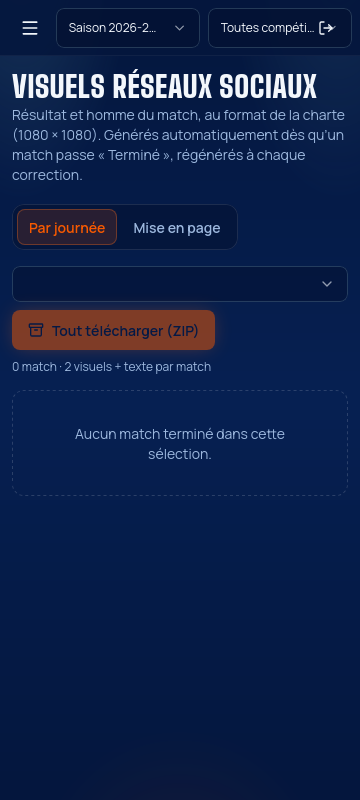 Saison 2026-2...
Toutes compéti...
VISUELS RÉSEAUX SOCIAUX
Résultat et homme du match, au format de la charte
(1080 × 1080). Générés automatiquement dès qu'un
match passe « Terminé », régénérés à chaque
correction.
Par journée
Mise en page
Tout télécharger (ZIP)
0 match · 2 visuels + texte par match
Aucun match terminé dans cette
sélection.